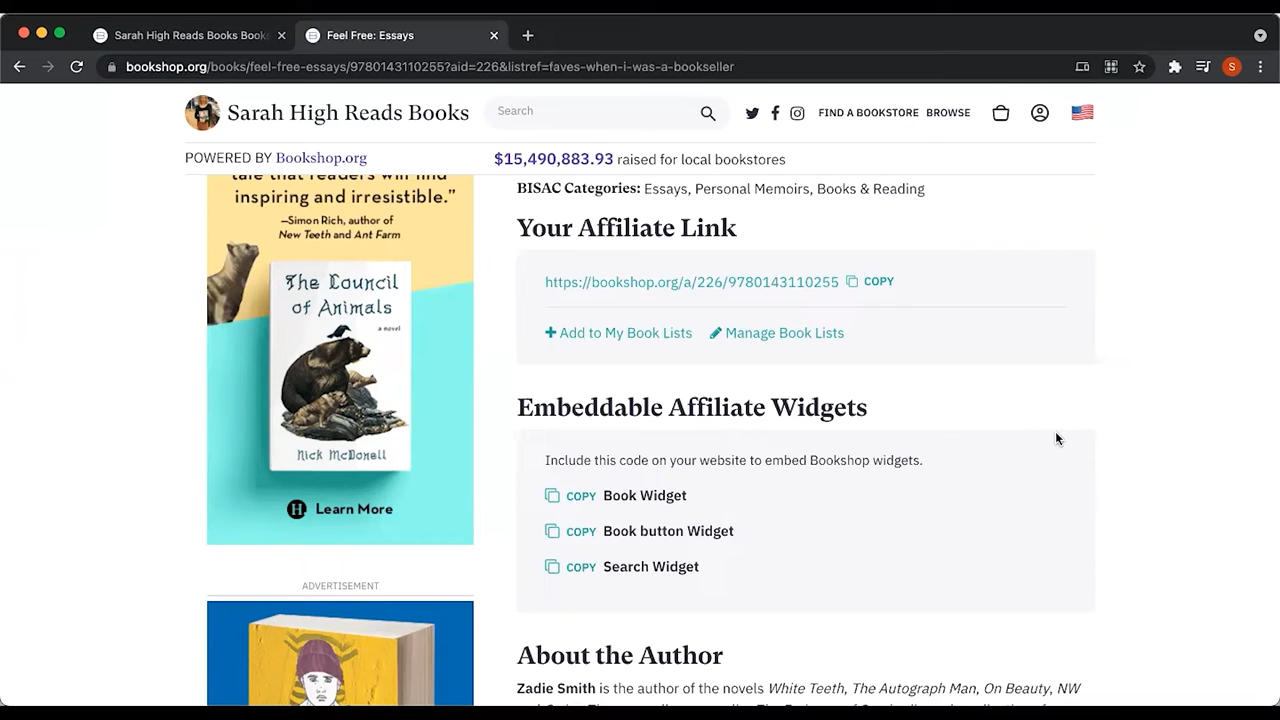 Sarah High Reads Books Books
Feel Free: Essays
bookshop.org/books/feel-free-essays/9780143110255?aid=226&listref=faves-when-i-was-a-bookseller
S
Sarah High Reads Books
Search
FIND A BOOKSTORE
BROWSE
POWERED BY Bookshop.org
$15,490,883.93 raised for local bookstores
tale that readers will find
inspiring and irresistible.”
—Simon Rich, author of
New Teeth and Ant Farm
The Council
of Animals
a novel
Nick McDonell
H Learn More
ADVERTISEMENT
BISAC Categories: Essays, Personal Memoirs, Books & Reading
Your Affiliate Link
https://bookshop.org/a/226/9780143110255 COPY
+ Add to My Book Lists
Manage Book Lists
Embeddable Affiliate Widgets
Include this code on your website to embed Bookshop widgets.
COPY Book Widget
COPY Book button Widget
COPY Search Widget
About the Author
Zadie Smith is the author of the novels White Teeth, The Autograph Man, On Beauty, NW